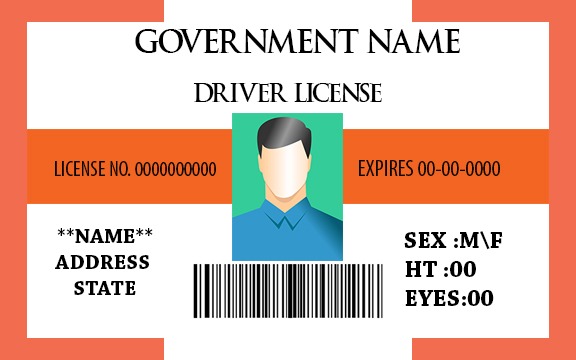 GOVERNMENT NAME
DRIVER LICENSE
LICENSE NO. 0000000000
EXPIRES 00-00-0000
**NAME**
ADDRESS
STATE
SEX :M\F
HT :00
EYES:00